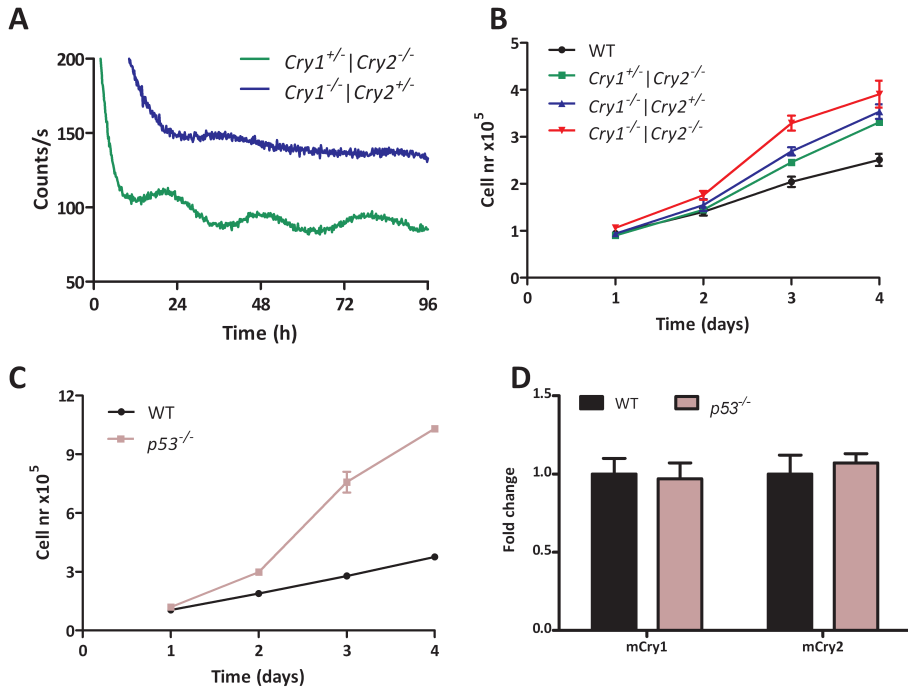 A
Cry1+/-|Cry2-/-
Cry1-/-|Cry2+/-
Counts/s
200
150
100
50
0 24 48 72 96
Time (h)
B
WT
Cry1+/-|Cry2-/-
Cry1-/-|Cry2+/-
Cry1-/-|Cry2-/-
Cell nr x10^5
5
4
3
2
1
0
0 1 2 3 4
Time (days)
C
WT
p53-/-
Cell nr x10^5
12
9
6
3
0
0 1 2 3 4
Time (days)
D
WT p53-/-
Fold change
1.5
1.0
0.5
0.0
mCry1 mCry2